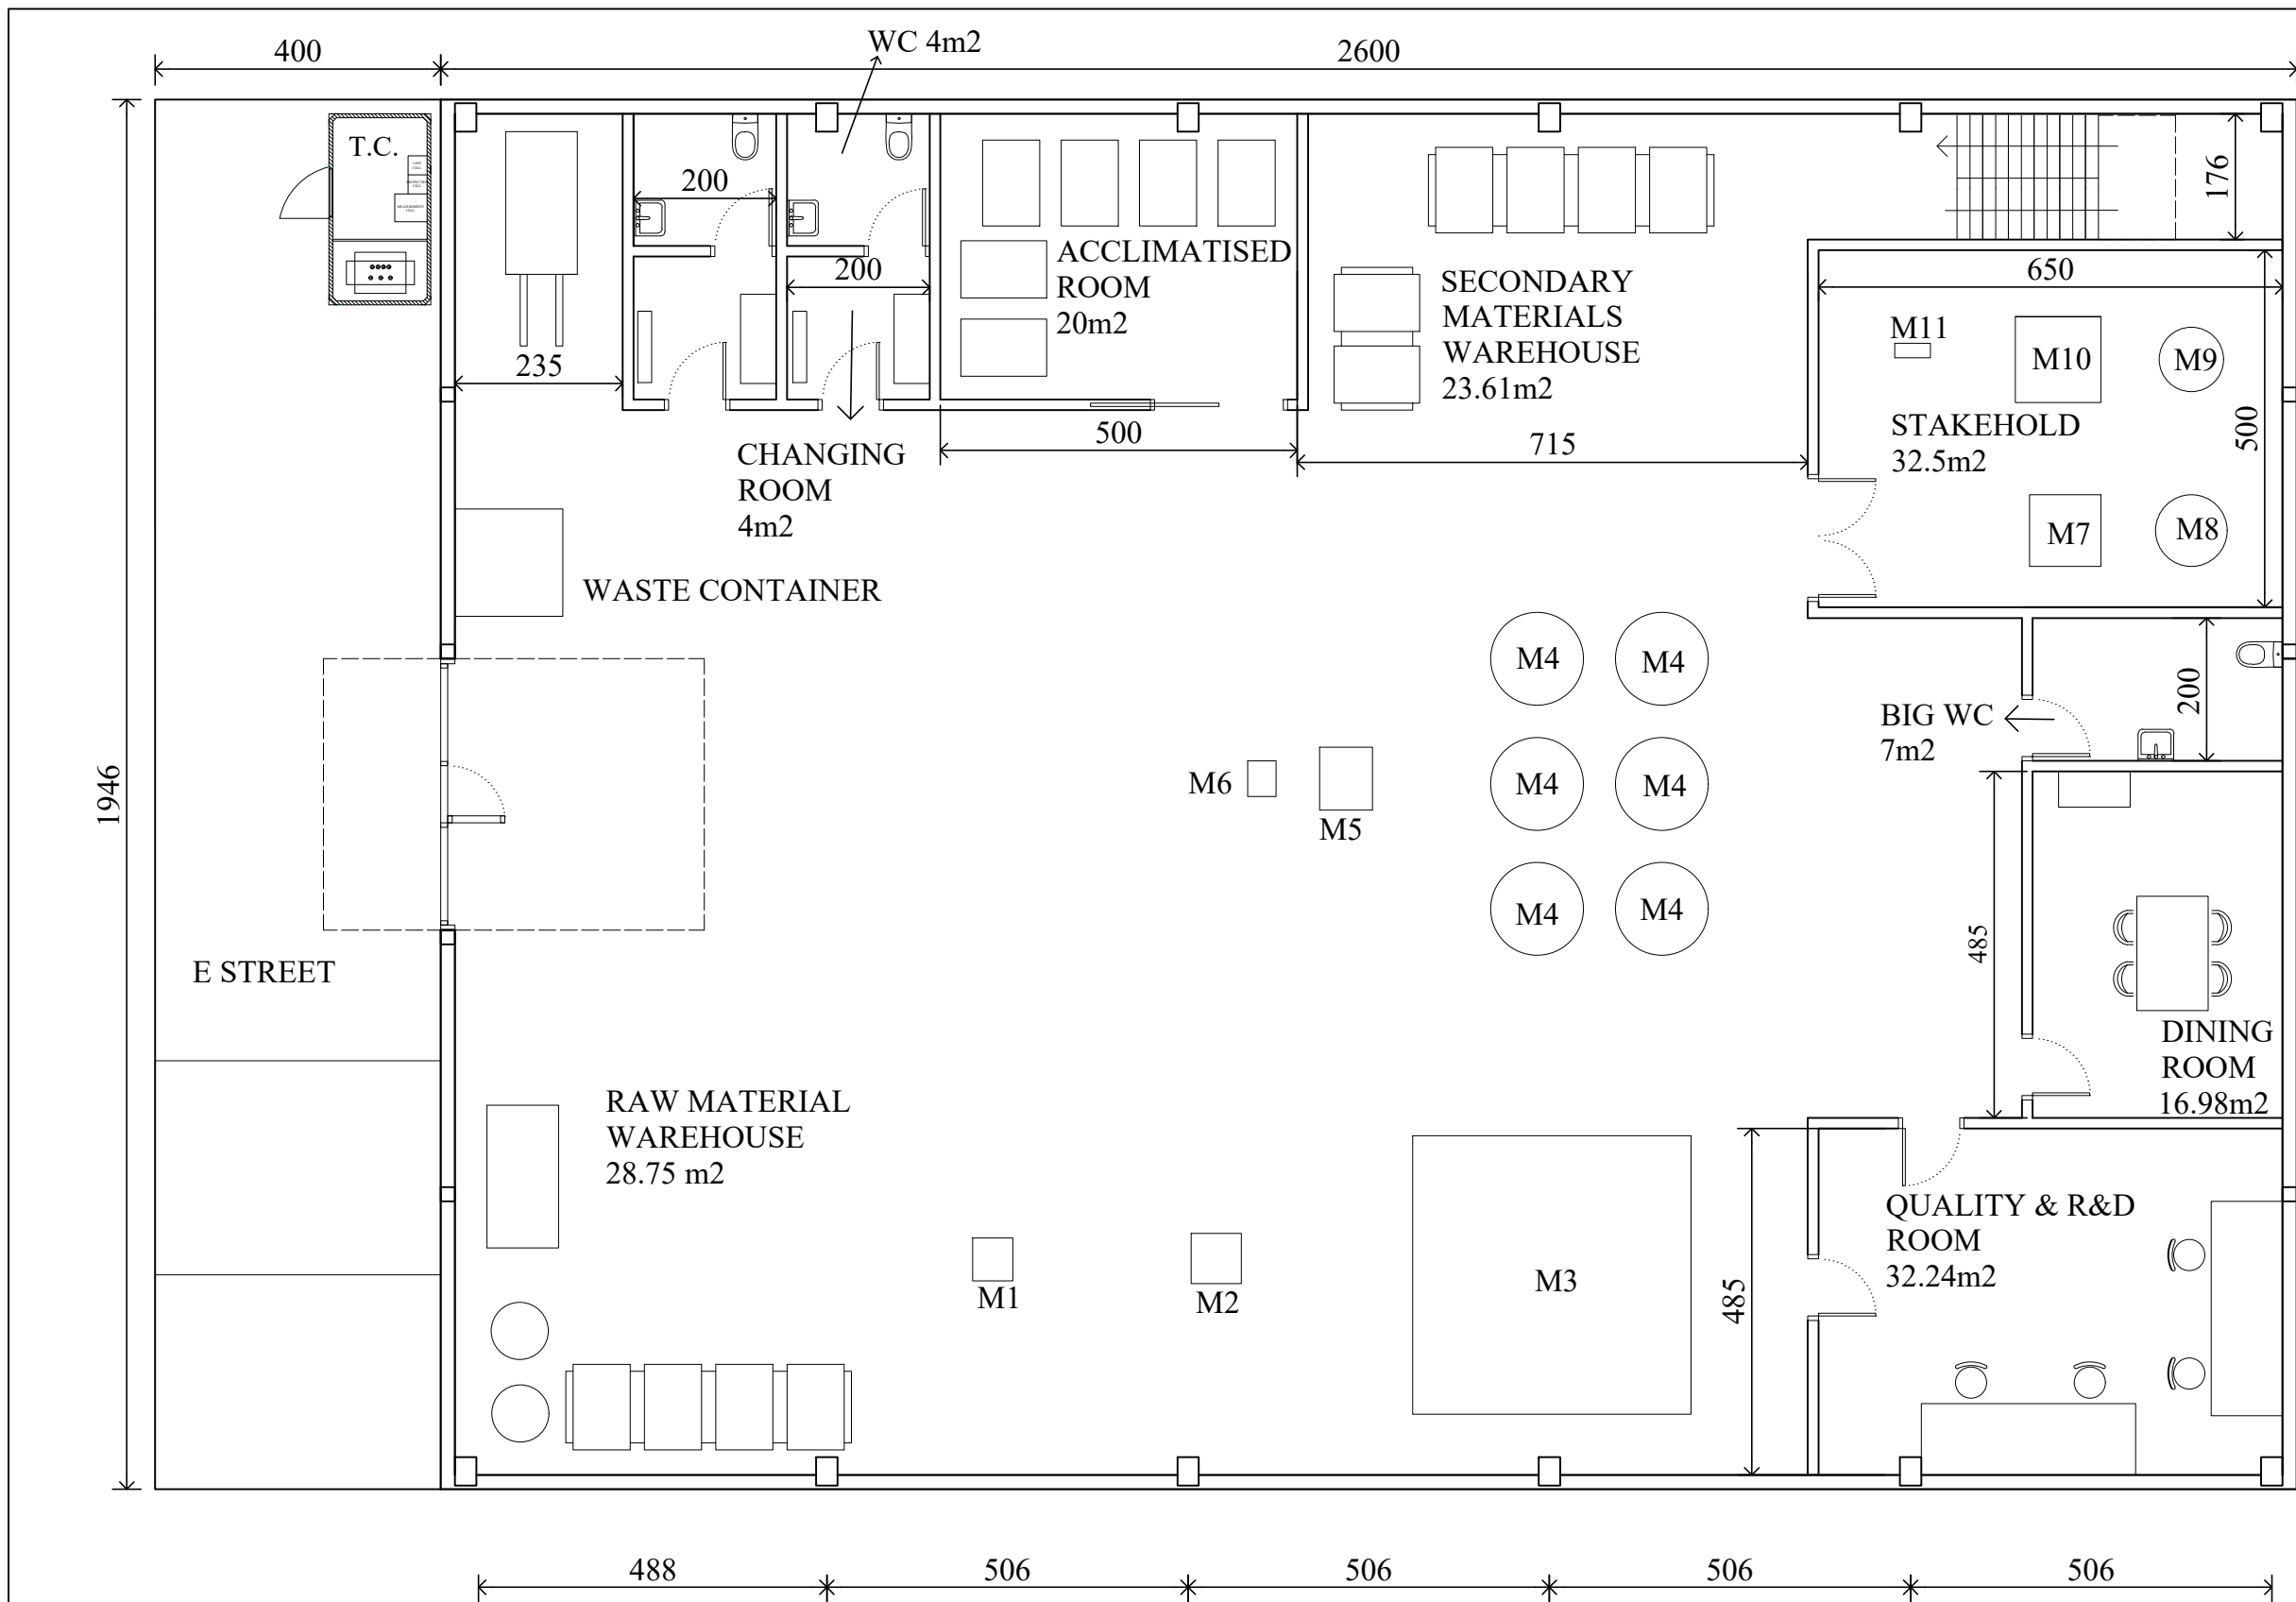 400
WC 4m2
2600
T.C.
200
176
200
ACCLIMATISED
ROOM
20m2
SECONDARY
MATERIALS
WAREHOUSE
23.61m2
650
M11
M10
M9
235
500
715
STAKEHOLD
32.5m2
500
CHANGING
ROOM
4m2
M7
M8
WASTE CONTAINER
M4
M4
200
BIG WC
7m2
1946
M6
M5
M4
M4
M4
M4
485
E STREET
DINING
ROOM
16.98m2
RAW MATERIAL
WAREHOUSE
28.75 m2
M1
M2
M3
485
QUALITY & R&D
ROOM
32.24m2
488
506
506
506
506